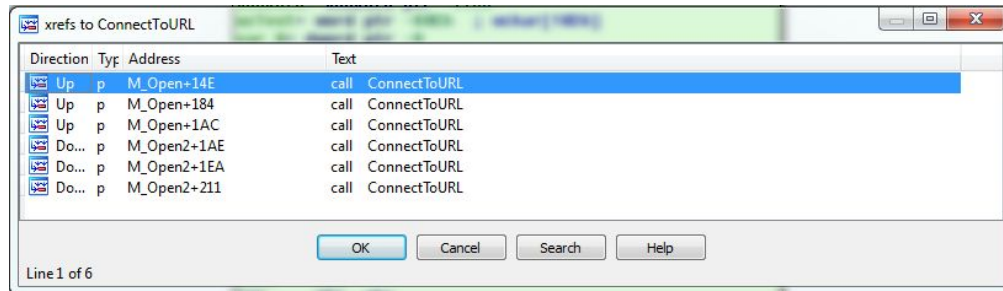 xrefs to ConnectToURL
Direction Typ Address Text
Up p M_Open+14E call ConnectToURL
Up p M_Open+184 call ConnectToURL
Up p M_Open+1AC call ConnectToURL
Do... p M_Open2+1AE call ConnectToURL
Do... p M_Open2+1EA call ConnectToURL
Do... p M_Open2+211 call ConnectToURL
OK Cancel Search Help
Line 1 of 6